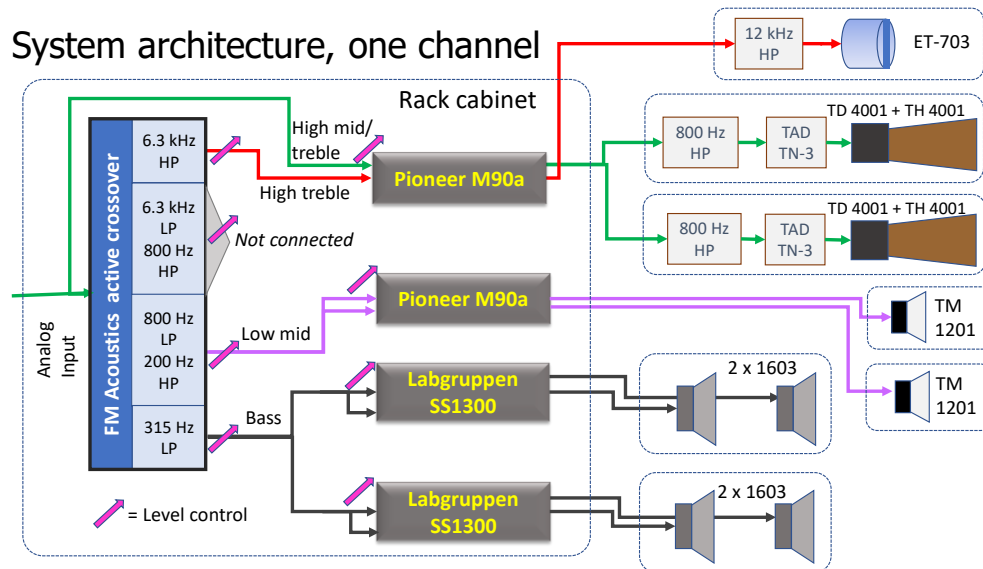 System architecture, one channel
Rack cabinet
12 kHz
HP
ET-703
FM Acoustics active crossover
6.3 kHz
HP
High mid/
treble
High treble
Pioneer M90a
TD 4001 + TH 4001
800 Hz
HP
TAD
TN-3
6.3 kHz
LP
800 Hz
HP
Not connected
TD 4001 + TH 4001
800 Hz
HP
TAD
TN-3
Analog
Input
800 Hz
LP
200 Hz
HP
Low mid
Pioneer M90a
TM
1201
TM
1201
315 Hz
LP
Bass
Labgruppen
SS1300
2 x 1603
Labgruppen
SS1300
2 x 1603
= Level control